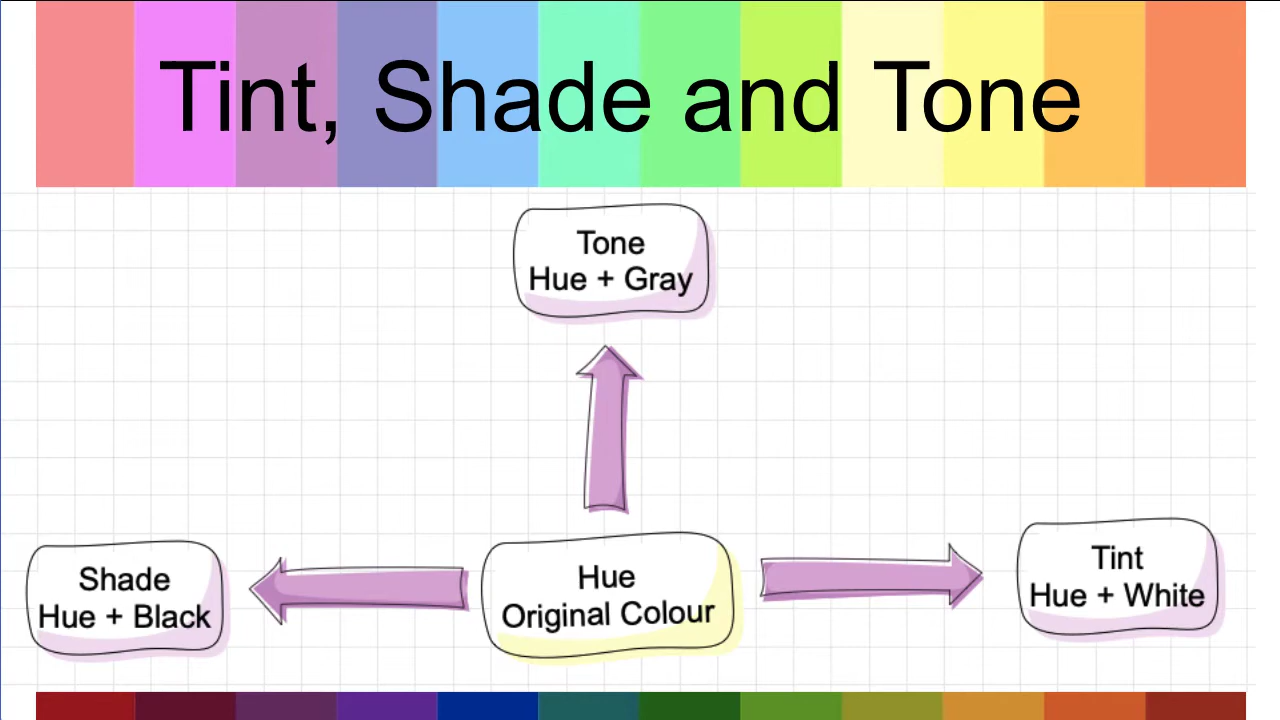 Tint, Shade and Tone
Tone
Hue + Gray
Shade
Hue + Black
Hue
Original Colour
Tint
Hue + White